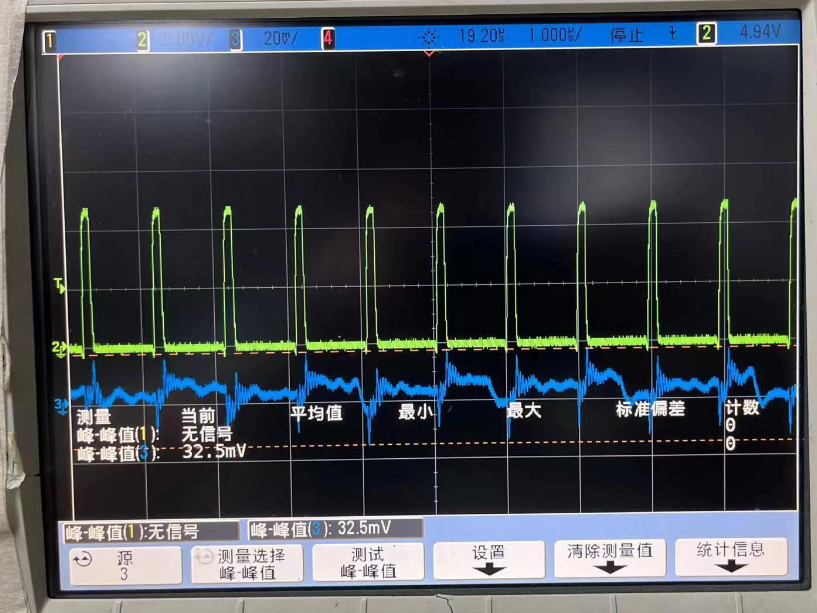 1 2 5.00V/ 3 20㎷/ 4 19.20㎲ 1.000㎲/ 停止 2 4.94V
T
2
3
测量 当前 平均值 最小 最大 标准偏差 计数
峰-峰值(1): 无信号 0
峰-峰值(3): 32.5mV 0
峰-峰值(1):无信号 峰-峰值(3): 32.5mV
源 测量选择 测试 设置 清除测量值 统计信息
3 峰-峰值 峰-峰值